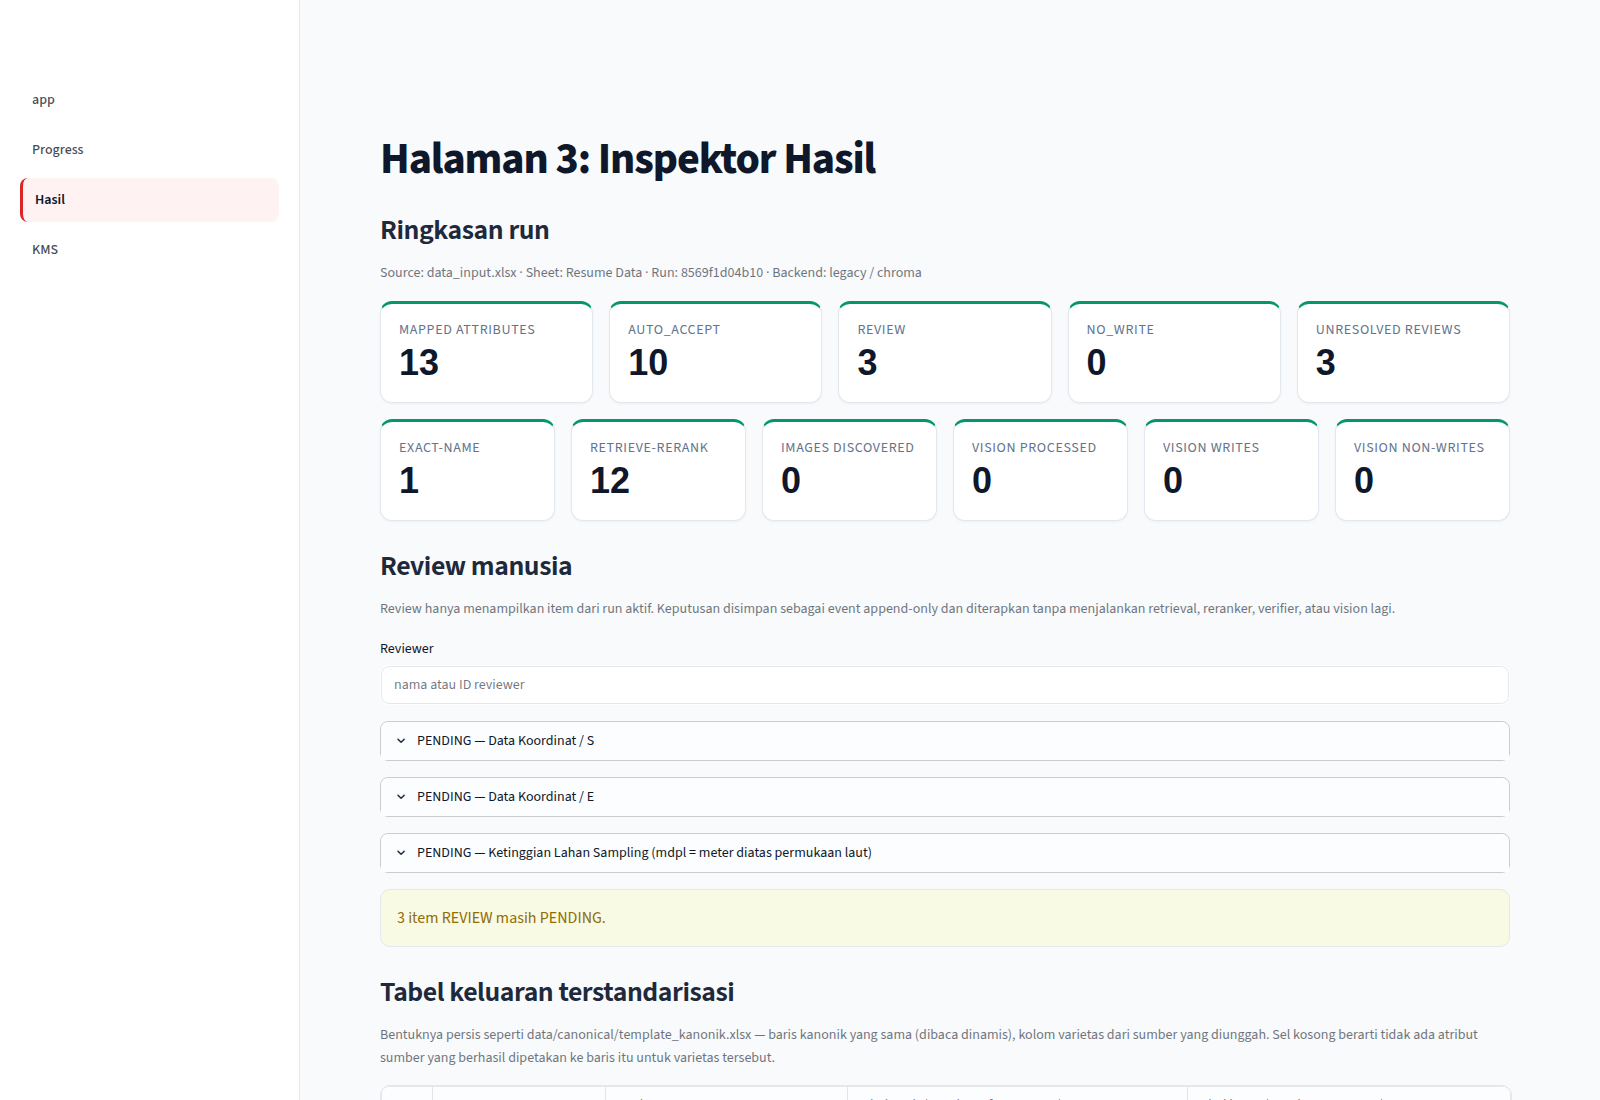 app
Progress
Hasil
KMS
Halaman 3: Inspektor Hasil
Ringkasan run
Source: data_input.xlsx · Sheet: Resume Data · Run: 8569f1d04b10 · Backend: legacy / chroma
MAPPED ATTRIBUTES
13
AUTO_ACCEPT
10
REVIEW
3
NO_WRITE
0
UNRESOLVED REVIEWS
3
EXACT-NAME
1
RETRIEVE-RERANK
12
IMAGES DISCOVERED
0
VISION PROCESSED
0
VISION WRITES
0
VISION NON-WRITES
0
Review manusia
Review hanya menampilkan item dari run aktif. Keputusan disimpan sebagai event append-only dan diterapkan tanpa menjalankan retrieval, reranker, verifier, atau vision lagi.
Reviewer
nama atau ID reviewer
PENDING — Data Koordinat / S
PENDING — Data Koordinat / E
PENDING — Ketinggian Lahan Sampling (mdpl = meter diatas permukaan laut)
3 item REVIEW masih PENDING.
Tabel keluaran terstandarisasi
Bentuknya persis seperti data/canonical/template_kanonik.xlsx — baris kanonik yang sama (dibaca dinamis), kolom varietas dari sumber yang diunggah. Sel kosong berarti tidak ada atribut
sumber yang berhasil dipetakan ke baris itu untuk varietas tersebut.